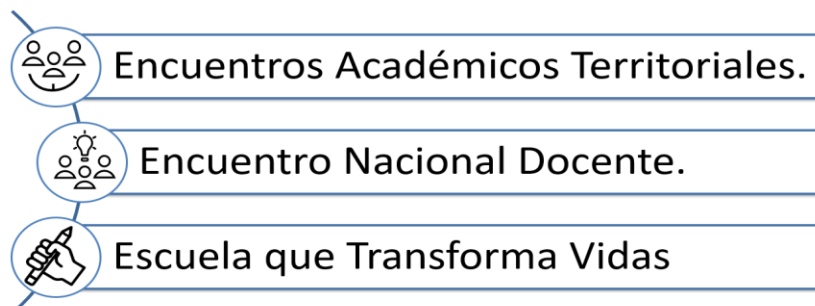 Encuentros Académicos Territoriales.
Encuentro Nacional Docente.
Escuela que Transforma Vidas